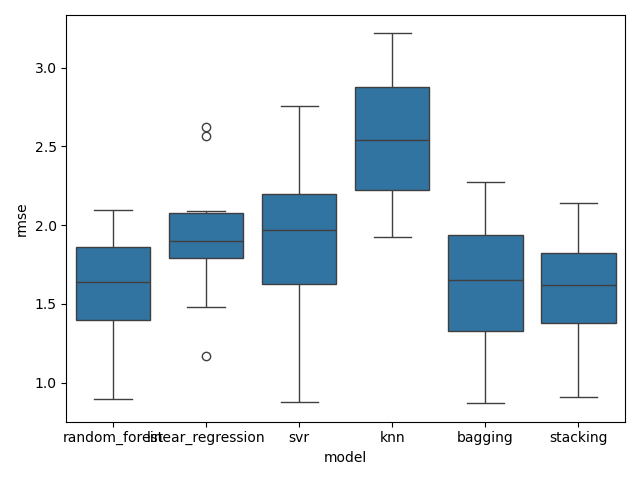 3.0
2.5
2.0
1.5
1.0
rmse
random_forest linear_regression svr knn bagging stacking
model